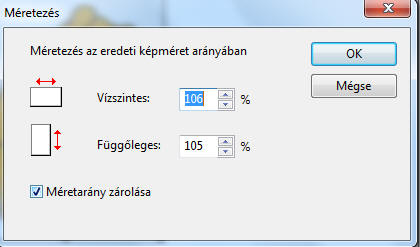 Méretezés
Méretezés az eredeti képméret arányában
OK
Mégse
Vízszintes: 106 %
Függőleges: 105 %
Méretarány zárolása